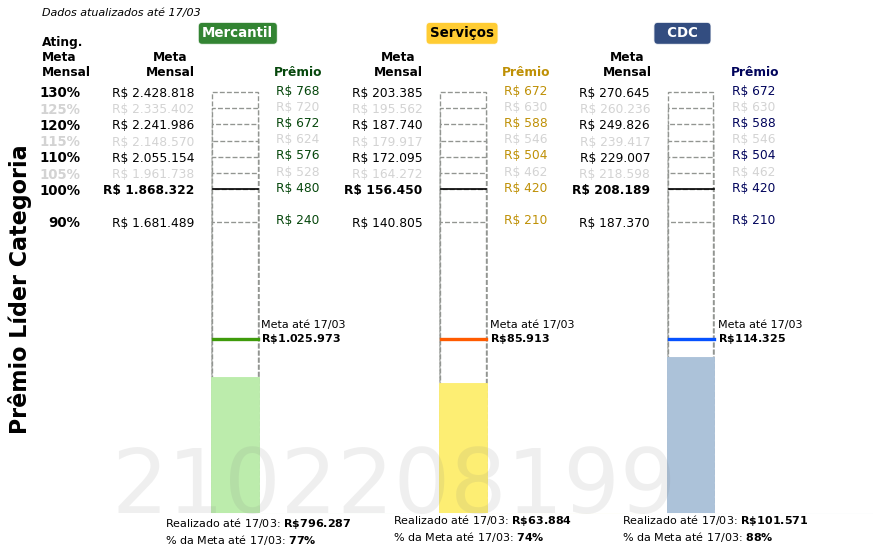 Dados atualizados até 17/03
Mercantil Serviços CDC
Ating.
Meta
Mensal
Meta
Mensal Prêmio Meta
Mensal Prêmio Meta
Mensal Prêmio
130% R$ 2.428.818 R$ 768 R$ 203.385 R$ 672 R$ 270.645 R$ 672
125% R$ 2.335.402 R$ 720 R$ 195.562 R$ 630 R$ 260.236 R$ 630
120% R$ 2.241.986 R$ 672 R$ 187.740 R$ 588 R$ 249.826 R$ 588
115% R$ 2.148.570 R$ 624 R$ 179.917 R$ 546 R$ 239.417 R$ 546
110% R$ 2.055.154 R$ 576 R$ 172.095 R$ 504 R$ 229.007 R$ 504
105% R$ 1.961.738 R$ 528 R$ 164.272 R$ 462 R$ 218.598 R$ 462
100% R$ 1.868.322 R$ 480 R$ 156.450 R$ 420 R$ 208.189 R$ 420
90% R$ 1.681.489 R$ 240 R$ 140.805 R$ 210 R$ 187.370 R$ 210
Prêmio Líder Categoria
Meta até 17/03 Meta até 17/03 Meta até 17/03
R$1.025.973 R$85.913 R$114.325
2102208199
Realizado até 17/03: R$796.287 Realizado até 17/03: R$63.884 Realizado até 17/03: R$101.571
% da Meta até 17/03: 77% % da Meta até 17/03: 74% % da Meta até 17/03: 88%